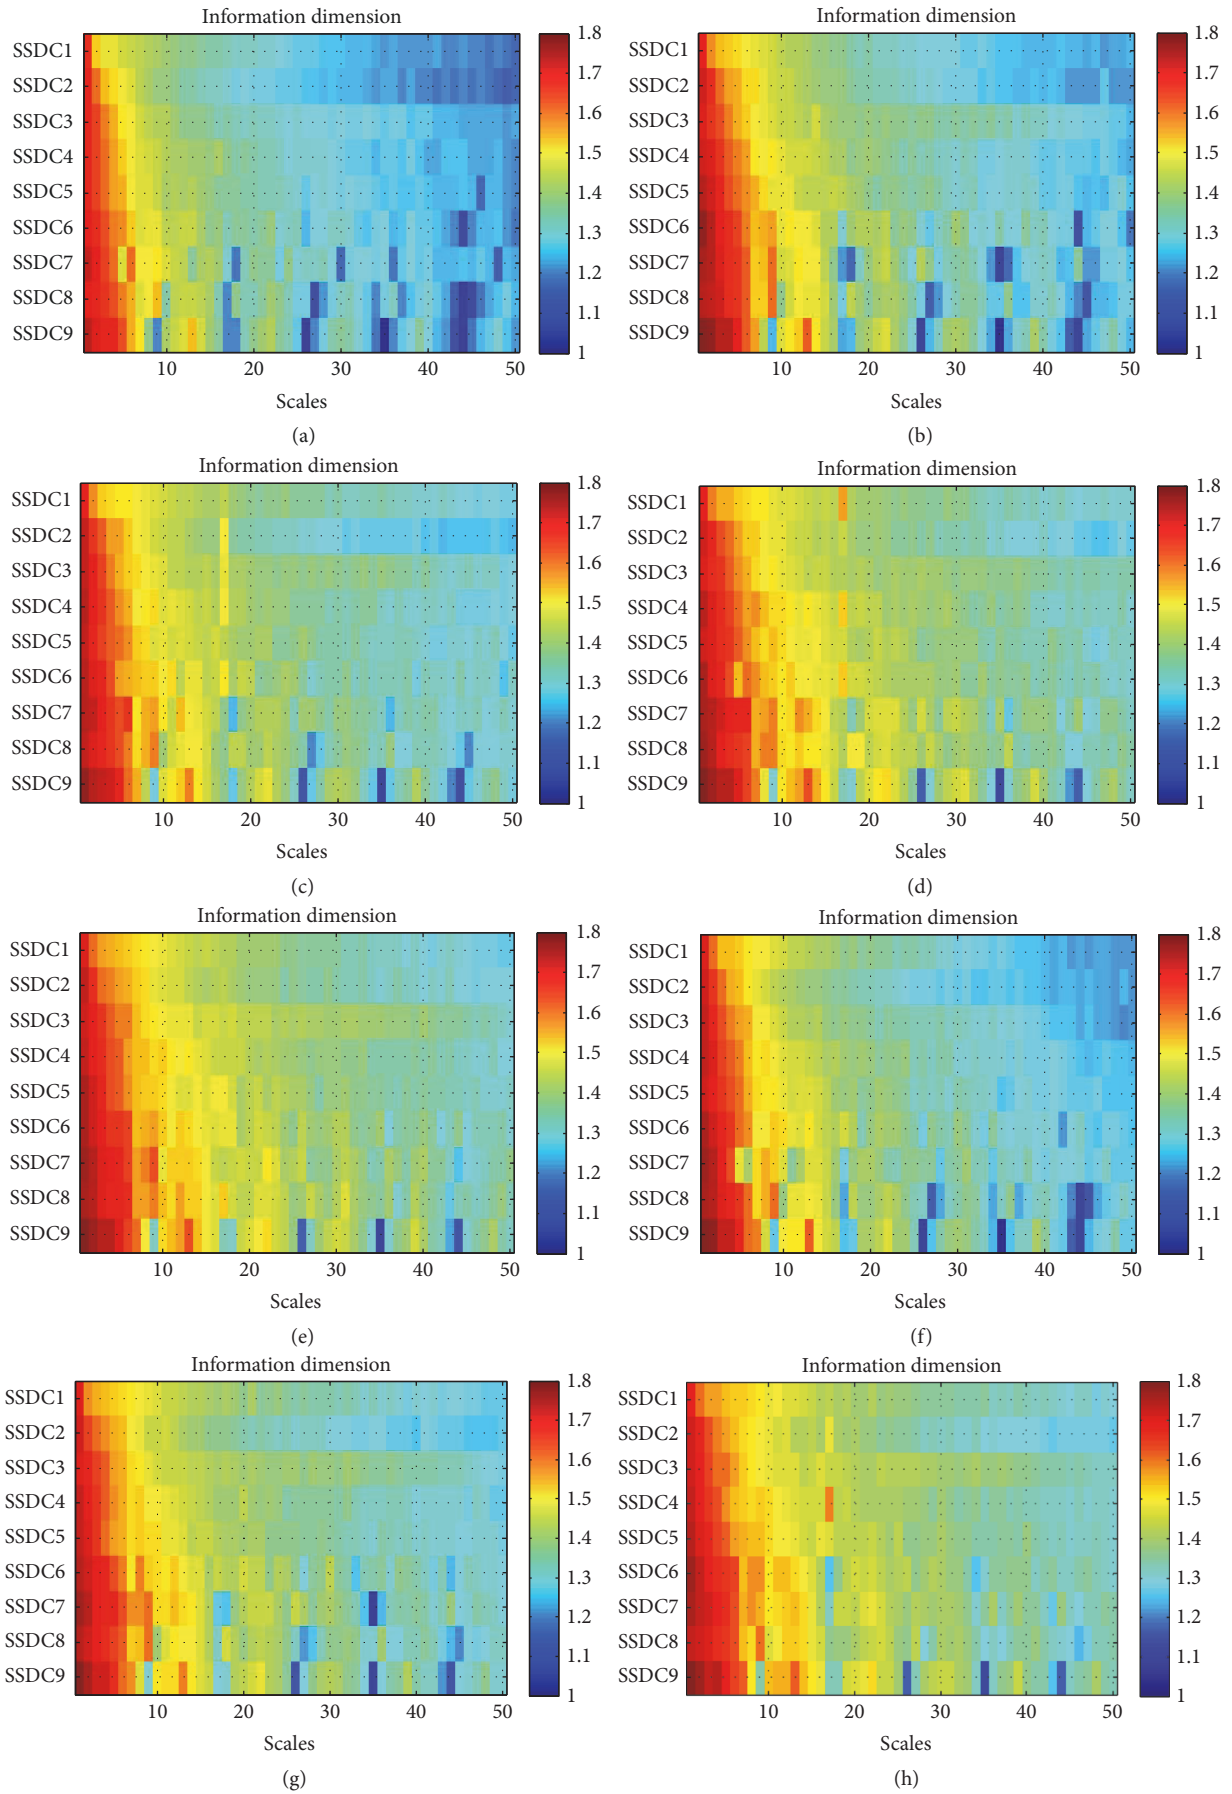 Information dimension
SSDC1
SSDC2
SSDC3
SSDC4
SSDC5
SSDC6
SSDC7
SSDC8
SSDC9
10 20 30 40 50
Scales
1.8
1.7
1.6
1.5
1.4
1.3
1.2
1.1
1
(a)
Information dimension
SSDC1
SSDC2
SSDC3
SSDC4
SSDC5
SSDC6
SSDC7
SSDC8
SSDC9
10 20 30 40 50
Scales
1.8
1.7
1.6
1.5
1.4
1.3
1.2
1.1
1
(b)
Information dimension
SSDC1
SSDC2
SSDC3
SSDC4
SSDC5
SSDC6
SSDC7
SSDC8
SSDC9
10 20 30 40 50
Scales
1.8
1.7
1.6
1.5
1.4
1.3
1.2
1.1
1
(c)
Information dimension
SSDC1
SSDC2
SSDC3
SSDC4
SSDC5
SSDC6
SSDC7
SSDC8
SSDC9
10 20 30 40 50
Scales
1.8
1.7
1.6
1.5
1.4
1.3
1.2
1.1
1
(d)
Information dimension
SSDC1
SSDC2
SSDC3
SSDC4
SSDC5
SSDC6
SSDC7
SSDC8
SSDC9
10 20 30 40 50
Scales
1.8
1.7
1.6
1.5
1.4
1.3
1.2
1.1
1
(e)
Information dimension
SSDC1
SSDC2
SSDC3
SSDC4
SSDC5
SSDC6
SSDC7
SSDC8
SSDC9
10 20 30 40 50
Scales
1.8
1.7
1.6
1.5
1.4
1.3
1.2
1.1
1
(f)
Information dimension
SSDC1
SSDC2
SSDC3
SSDC4
SSDC5
SSDC6
SSDC7
SSDC8
SSDC9
10 20 30 40 50
Scales
1.8
1.7
1.6
1.5
1.4
1.3
1.2
1.1
1
(g)
Information dimension
SSDC1
SSDC2
SSDC3
SSDC4
SSDC5
SSDC6
SSDC7
SSDC8
SSDC9
10 20 30 40 50
Scales
1.8
1.7
1.6
1.5
1.4
1.3
1.2
1.1
1
(h)